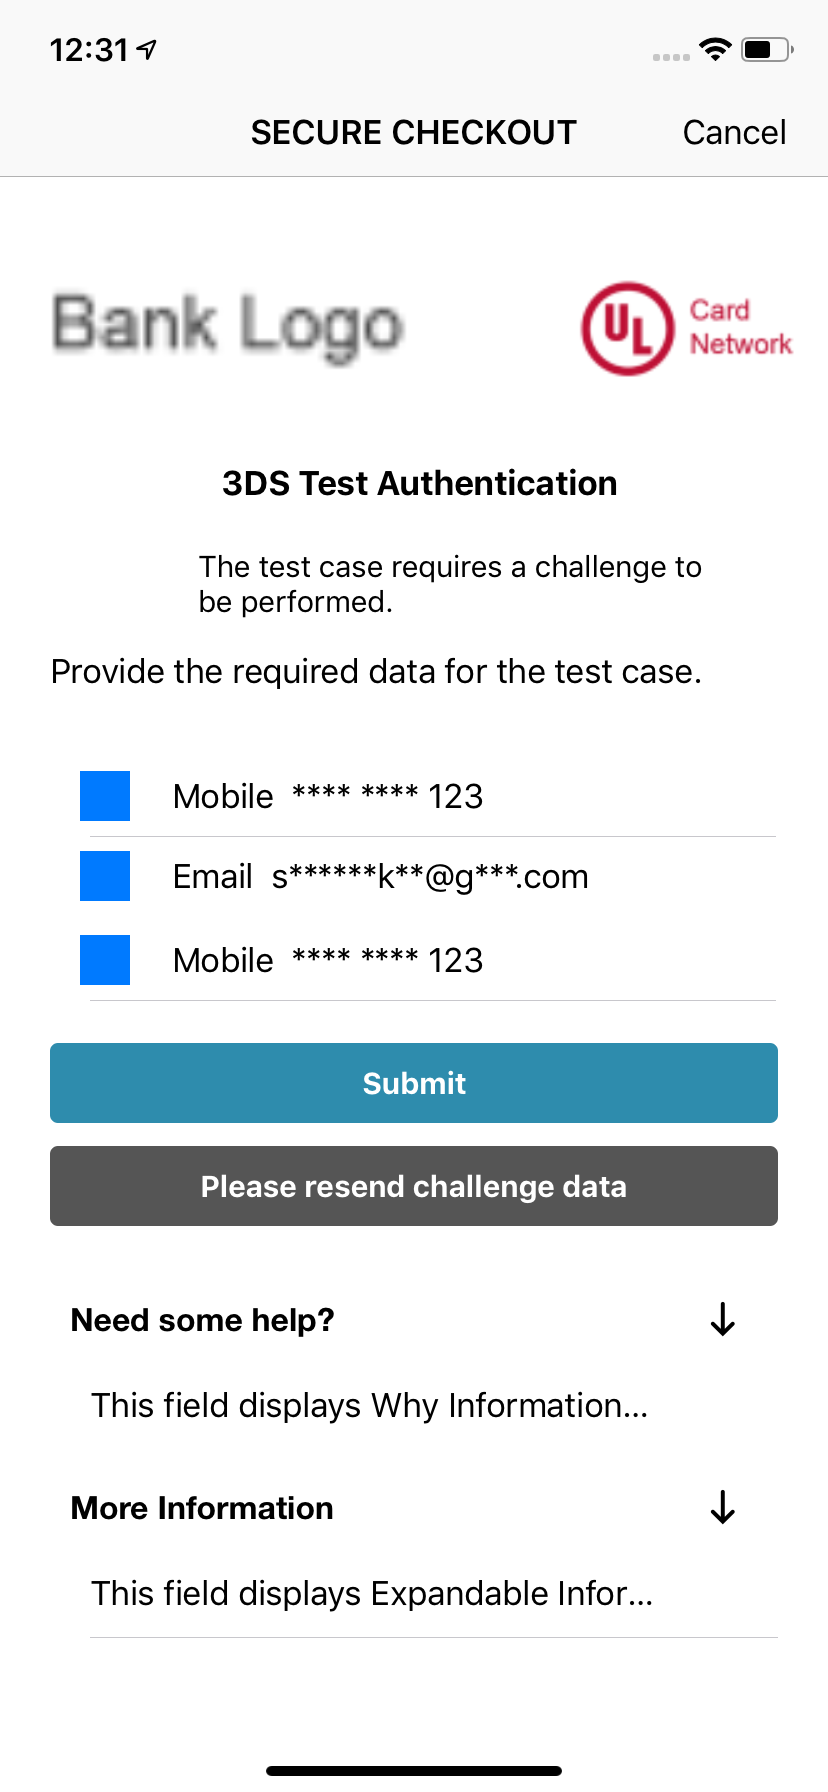 12:31
SECURE CHECKOUT
Cancel
Bank Logo
UL
Card
Network
3DS Test Authentication
The test case requires a challenge to
be performed.
Provide the required data for the test case.
Mobile **** **** 123
Email s******k**@g***.com
Mobile **** **** 123
Submit
Please resend challenge data
Need some help?
This field displays Why Information...
More Information
This field displays Expandable Infor...